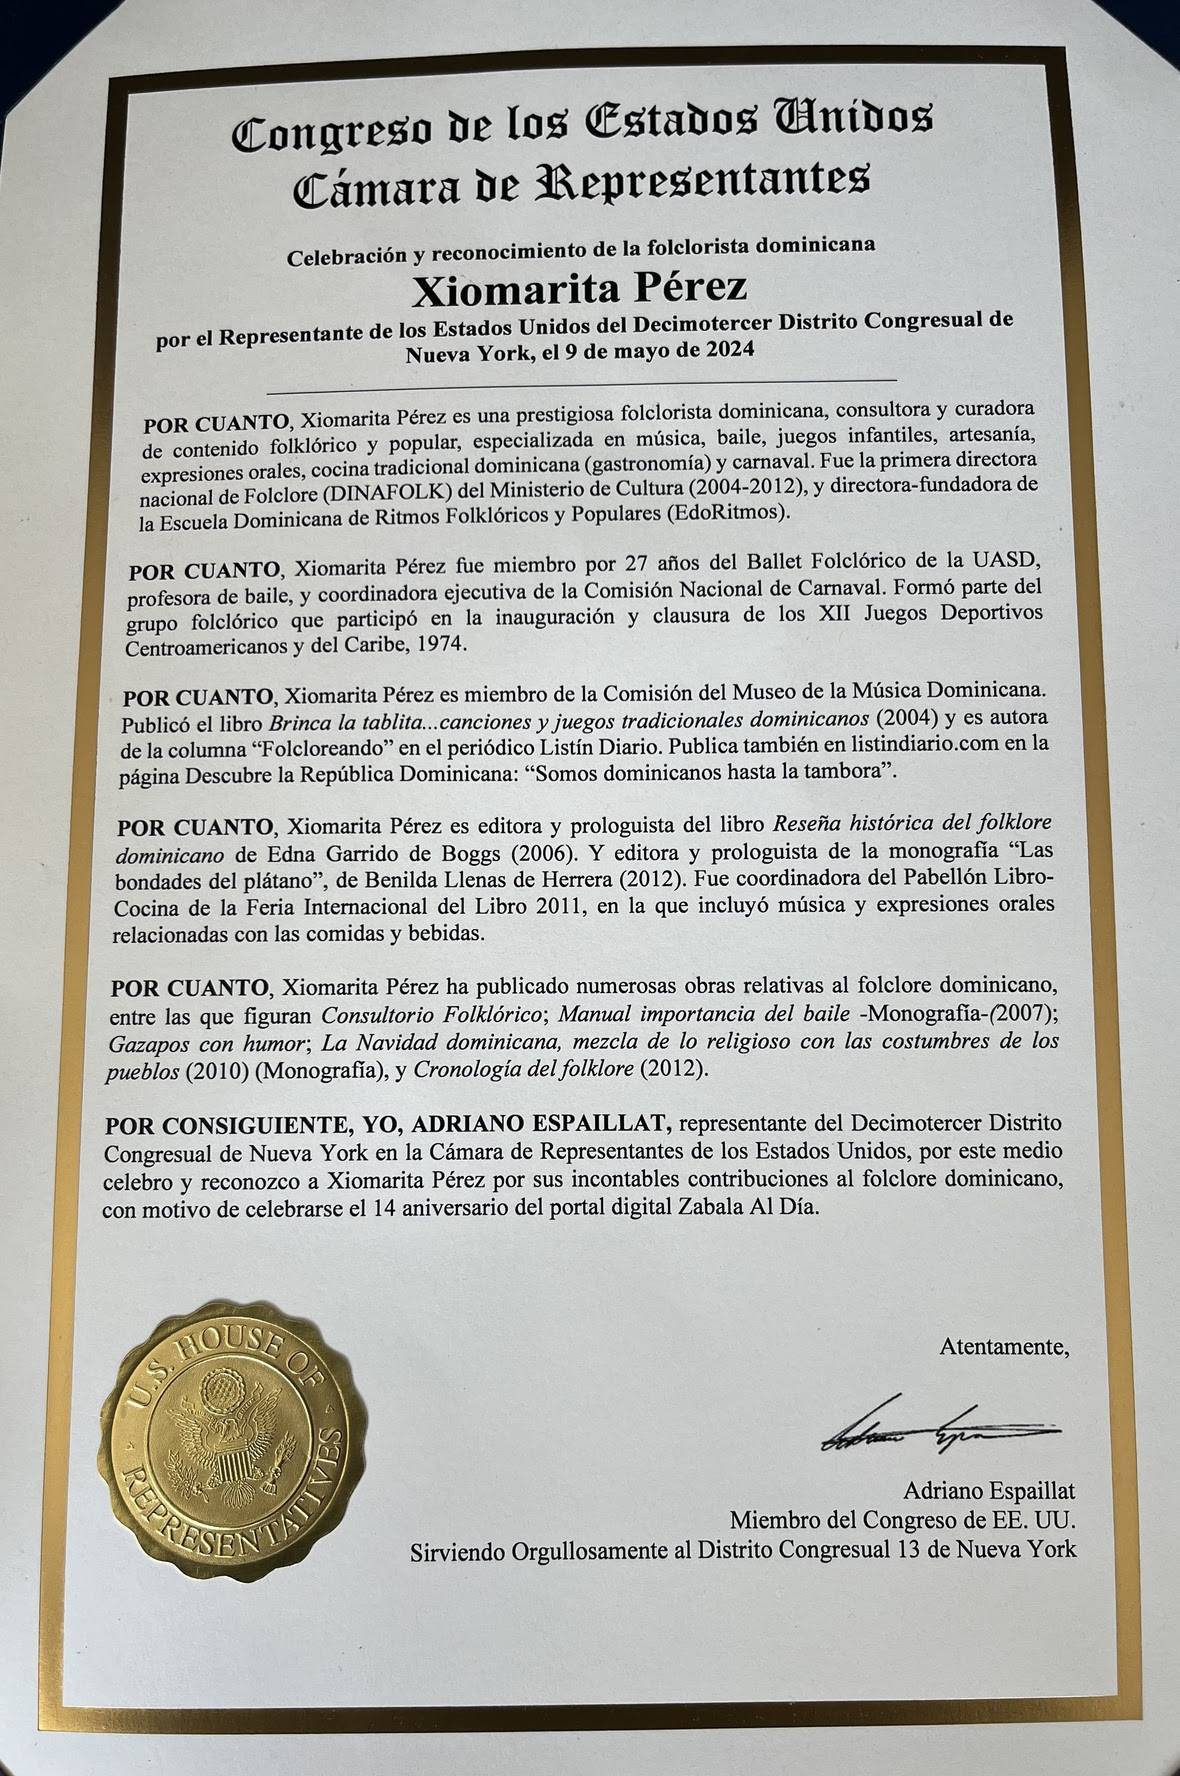 Congreso de los Estados Unidos
Cámara de Representantes
Celebración y reconocimiento de la folclorista dominicana
Xiomarita Pérez
por el Representante de los Estados Unidos del Decimotercer Distrito Congresual de
Nueva York, el 9 de mayo de 2024
POR CUANTO, Xiomarita Pérez es una prestigiosa folclorista dominicana, consultora y curadora
de contenido folklórico y popular, especializada en música, baile, juegos infantiles, artesanía,
expresiones orales, cocina tradicional dominicana (gastronomía) y carnaval. Fue la primera directora
nacional de Folclore (DINAFOLK) del Ministerio de Cultura (2004-2012), y directora-fundadora de
la Escuela Dominicana de Ritmos Folklóricos y Populares (EdoRitmos).
POR CUANTO, Xiomarita Pérez fue miembro por 27 años del Ballet Folclórico de la UASD,
profesora de baile, y coordinadora ejecutiva de la Comisión Nacional de Carnaval. Formó parte del
grupo folclórico que participó en la inauguración y clausura de los XII Juegos Deportivos
Centroamericanos y del Caribe, 1974.
POR CUANTO, Xiomarita Pérez es miembro de la Comisión del Museo de la Música Dominicana.
Publicó el libro Brinca la tablita...canciones y juegos tradicionales dominicanos (2004) y es autora
de la columna “Folcloreando” en el periódico Listín Diario. Publica también en listindiario.com en la
página Descubre la República Dominicana: “Somos dominicanos hasta la tambora”.
POR CUANTO, Xiomarita Pérez es editora y prologuista del libro Reseña histórica del folklore
dominicano de Edna Garrido de Boggs (2006). Y editora y prologuista de la monografía “Las
bondades del plátano”, de Benilda Llenas de Herrera (2012). Fue coordinadora del Pabellón Libro-
Cocina de la Feria Internacional del Libro 2011, en la que incluyó música y expresiones orales
relacionadas con las comidas y bebidas.
POR CUANTO, Xiomarita Pérez ha publicado numerosas obras relativas al folclore dominicano,
entre las que figuran Consultorio Folklórico; Manual importancia del baile -Monografía-(2007);
Gazapos con humor; La Navidad dominicana, mezcla de lo religioso con las costumbres de los
pueblos (2010) (Monografía), y Cronología del folklore (2012).
POR CONSIGUIENTE, YO, ADRIANO ESPAILLAT, representante del Decimotercer Distrito
Congresual de Nueva York en la Cámara de Representantes de los Estados Unidos, por este medio
celebro y reconozco a Xiomarita Pérez por sus incontables contribuciones al folclore dominicano,
con motivo de celebrarse el 14 aniversario del portal digital Zabala Al Día.
U.S. HOUSE OF
REPRESENTATIVES
Atentamente,
Adriano Espaillat
Miembro del Congreso de EE. UU.
Sirviendo Orgullosamente al Distrito Congresual 13 de Nueva York